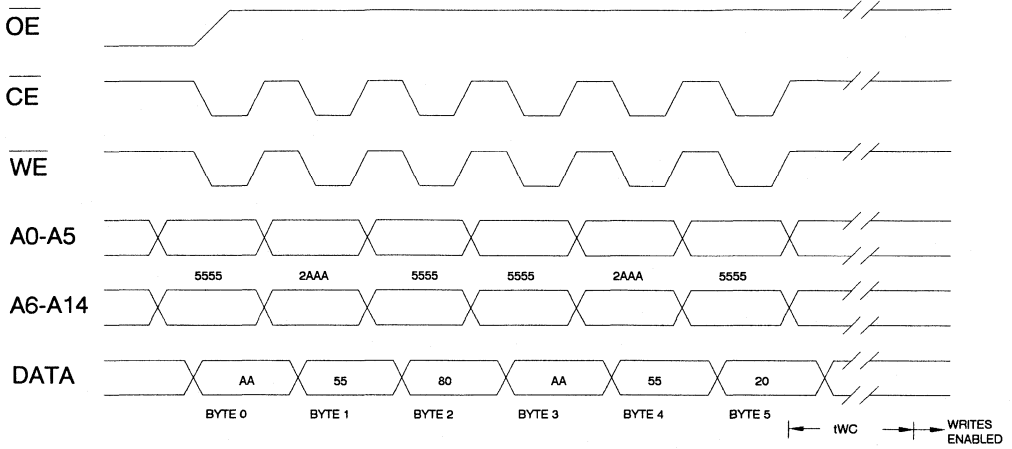 OE
CE
WE
A0-A5
5555 2AAA 5555 5555 2AAA 5555
A6-A14
DATA AA 55 80 AA 55 20
BYTE 0 BYTE 1 BYTE 2 BYTE 3 BYTE 4 BYTE 5
tWC WRITES
ENABLED